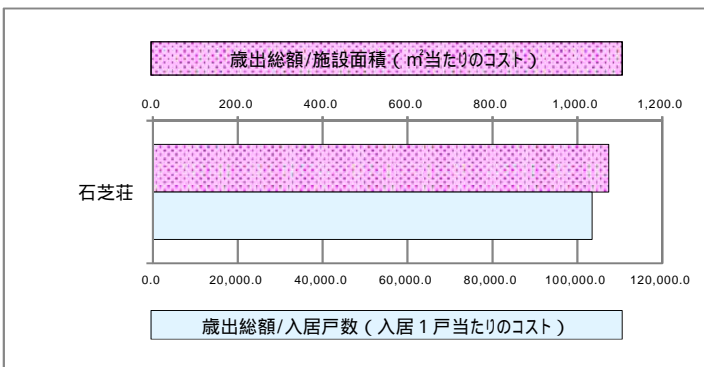 歳出総額/施設面積（㎡当たりのコスト）
0.0 200.0 400.0 600.0 800.0 1,000.0 1,200.0
石芝荘
0.0 20,000.0 40,000.0 60,000.0 80,000.0 100,000.0 120,000.0
歳出総額/入居戸数（入居１戸当たりのコスト）